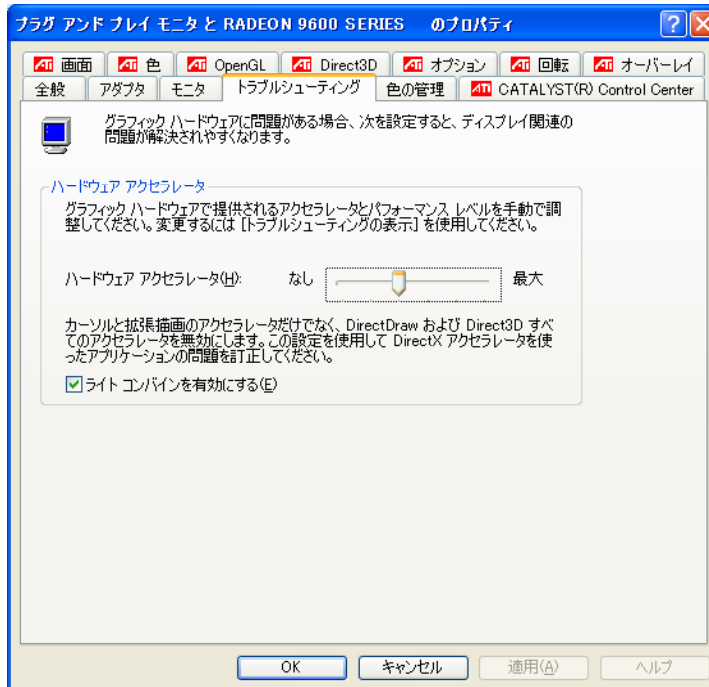 プラグ アンド プレイ モニタ と RADEON 9600 SERIES のプロパティ
ATI 画面 ATI 色 ATI OpenGL ATI Direct3D ATI オプション ATI 回転 ATI オーバーレイ
全般 アダプタ モニタ トラブルシューティング 色の管理 ATI CATALYST(R) Control Center
グラフィック ハードウェアに問題がある場合、次を設定すると、ディスプレイ関連の
問題が解決されやすくなります。
ハードウェア アクセラレータ
グラフィック ハードウェアで提供されるアクセラレータとパフォーマンス レベルを手動で調
整してください。変更するには [トラブルシューティングの表示] を使用してください。
ハードウェア アクセラレータ(H): なし 最大
カーソルと拡張描画のアクセラレータだけでなく、DirectDraw および Direct3D すべ
てのアクセラレータを無効にします。この設定を使用して DirectX アクセラレータを使
ったアプリケーションの問題を訂正してください。
ライト コンバインを有効にする(E)
OK キャンセル 適用(A) ヘルプ